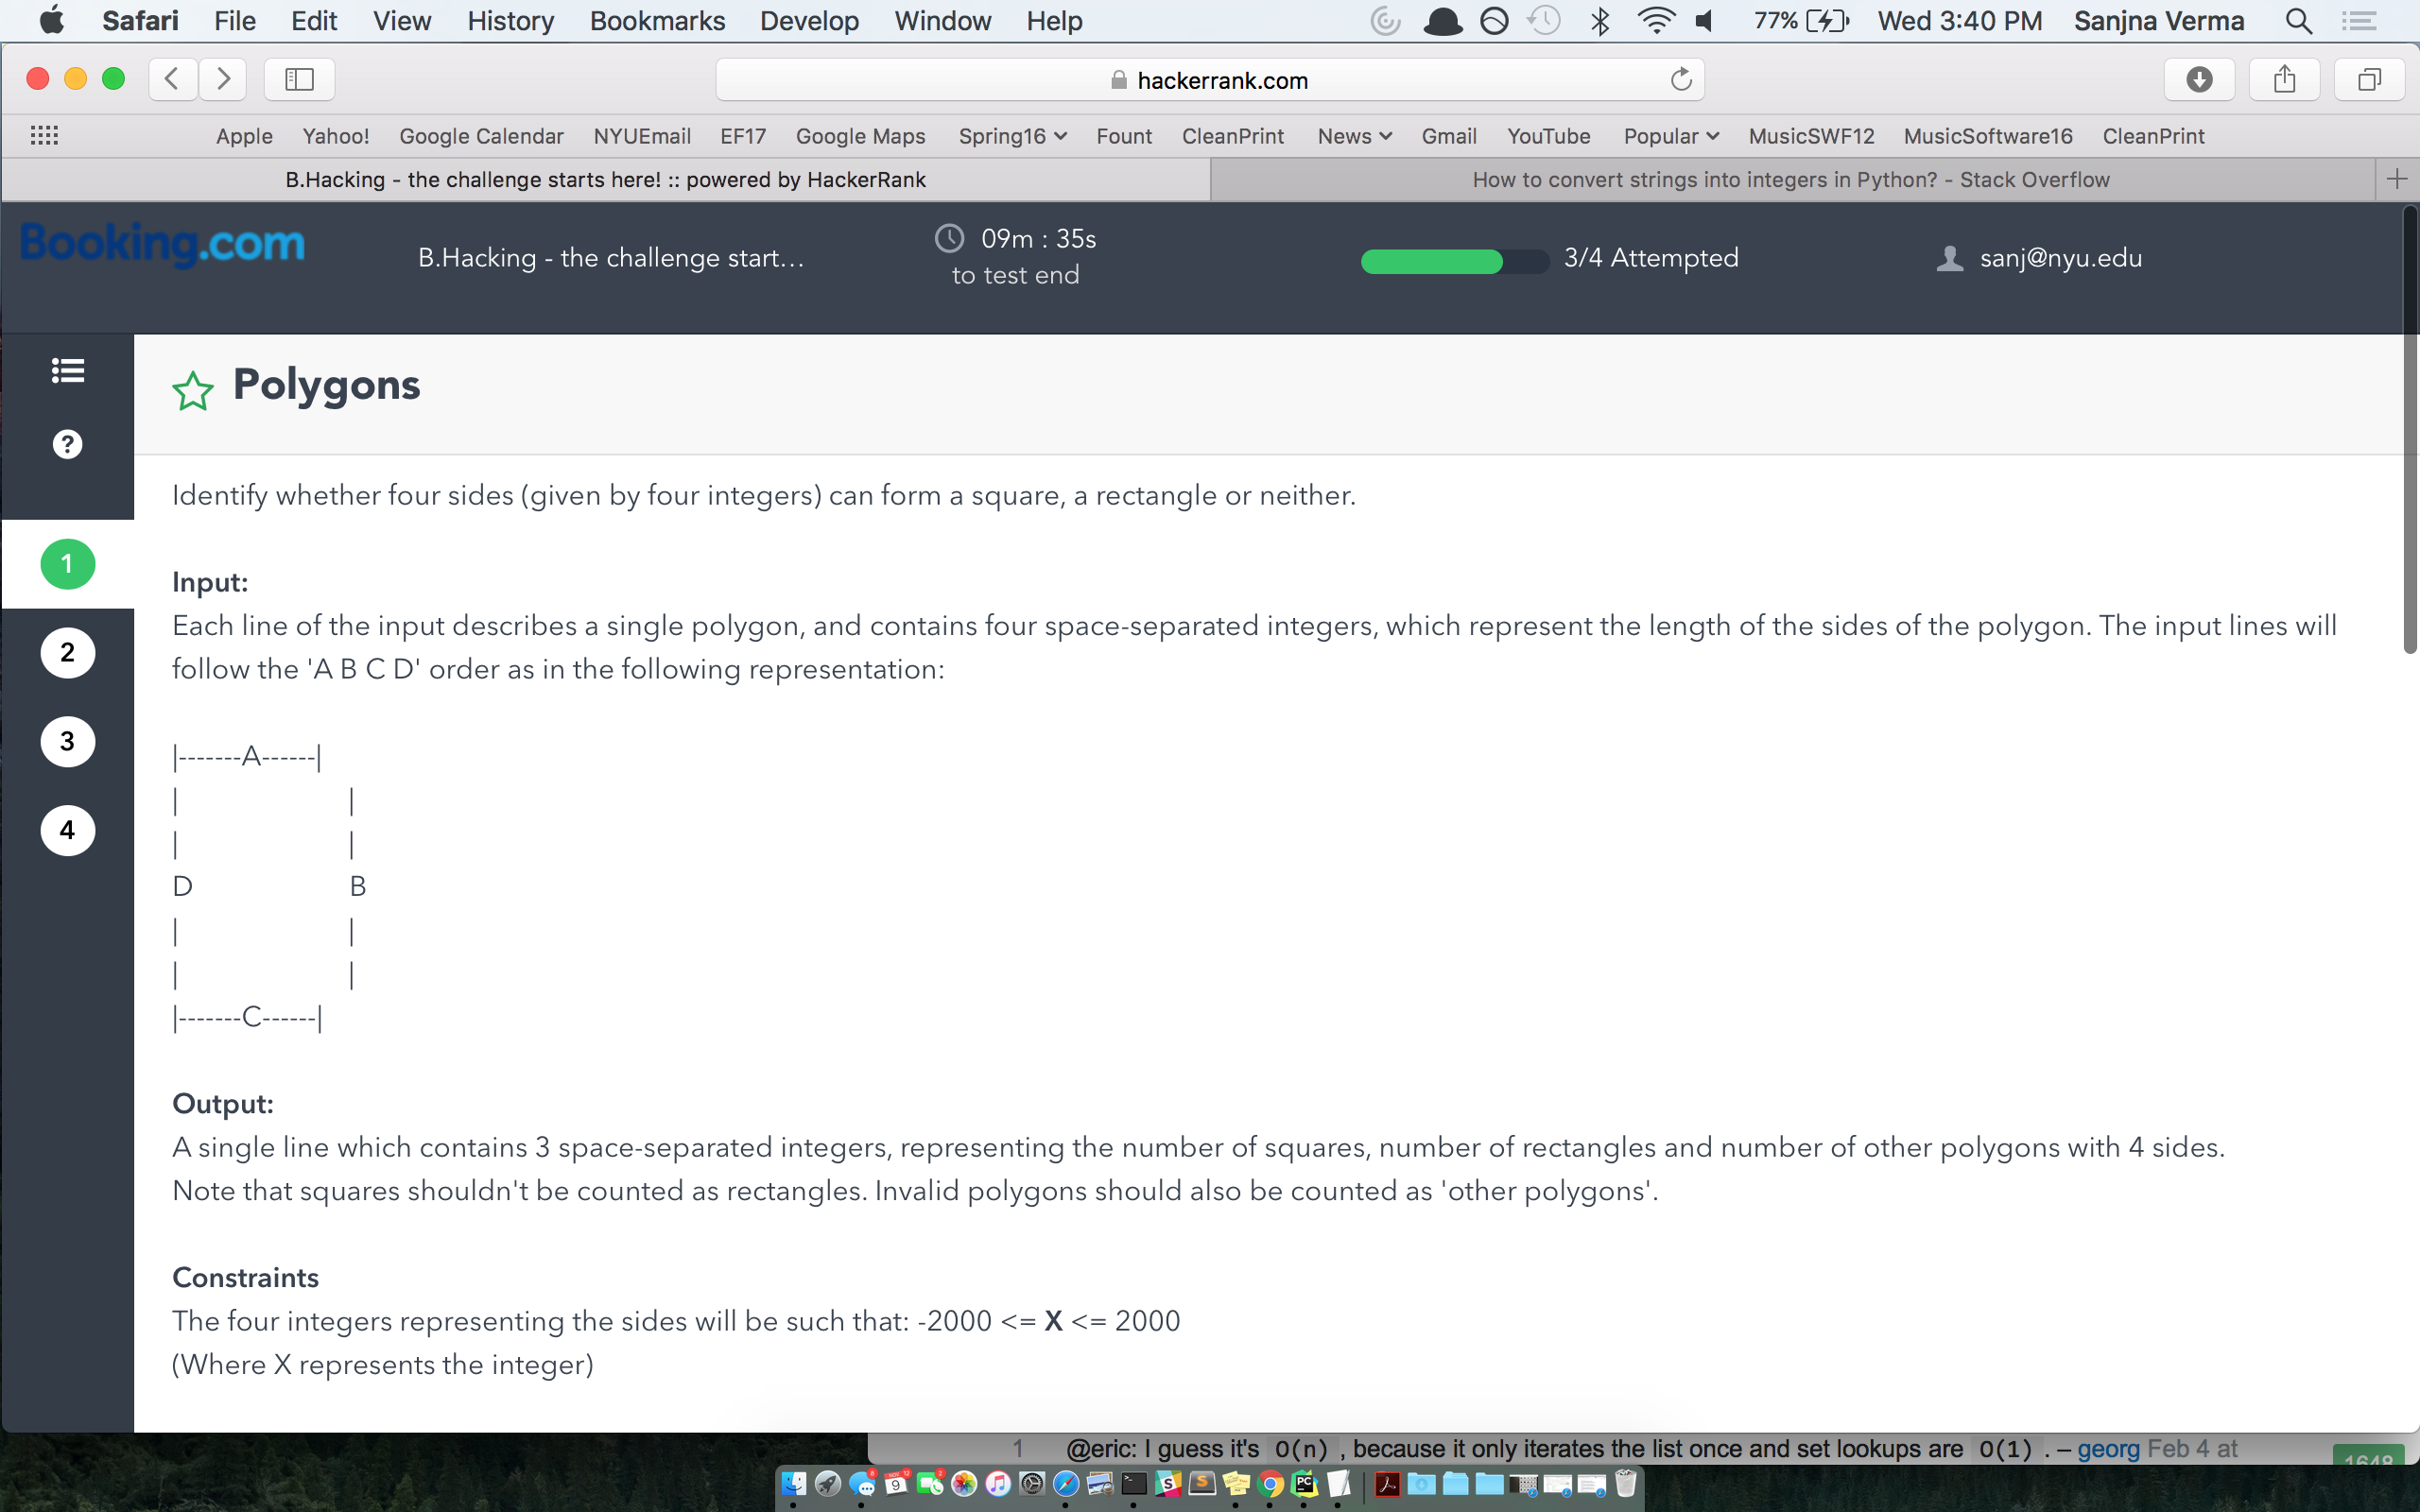 Safari File Edit View History Bookmarks Develop Window Help 77% Wed 3:40 PM Sanjna Verma
hackerrank.com
Apple Yahoo! Google Calendar NYUEmail EF17 Google Maps Spring16 Fount CleanPrint News Gmail YouTube Popular MusicSWF12 MusicSoftware16 CleanPrint
B.Hacking - the challenge starts here! :: powered by HackerRank How to convert strings into integers in Python? - Stack Overflow
Booking.com B.Hacking - the challenge start... 09m : 35s 3/4 Attempted sanj@nyu.edu
to test end
Polygons
?
Identify whether four sides (given by four integers) can form a square, a rectangle or neither.
1
Input:
Each line of the input describes a single polygon, and contains four space-separated integers, which represent the length of the sides of the polygon. The input lines will
2
follow the 'A B C D' order as in the following representation:
3
|-------A------|
| |
4
| |
D B
| |
| |
|-------C------|
Output:
A single line which contains 3 space-separated integers, representing the number of squares, number of rectangles and number of other polygons with 4 sides.
Note that squares shouldn't be counted as rectangles. Invalid polygons should also be counted as 'other polygons'.
Constraints
The four integers representing the sides will be such that: -2000 <= X <= 2000
(Where X represents the integer)
1 @eric: I guess it's O(n) , because it only iterates the list once and set lookups are O(1) . – georg Feb 4 at
1648